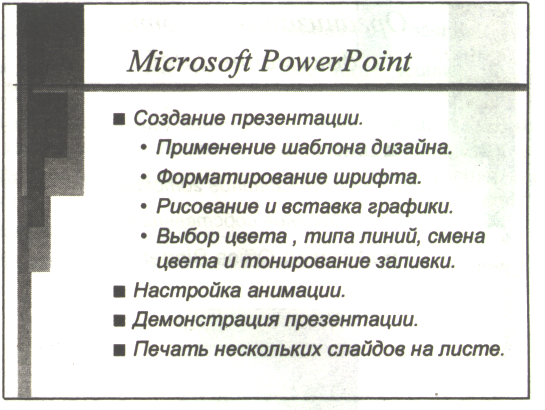 Microsoft PowerPoint
■ Создание презентации.
• Применение шаблона дизайна.
• Форматирование шрифта.
• Рисование и вставка графики.
• Выбор цвета , типа линий, смена
цвета и тонирование заливки.
■ Настройка анимации.
■ Демонстрация презентации.
■ Печать нескольких слайдов на листе.